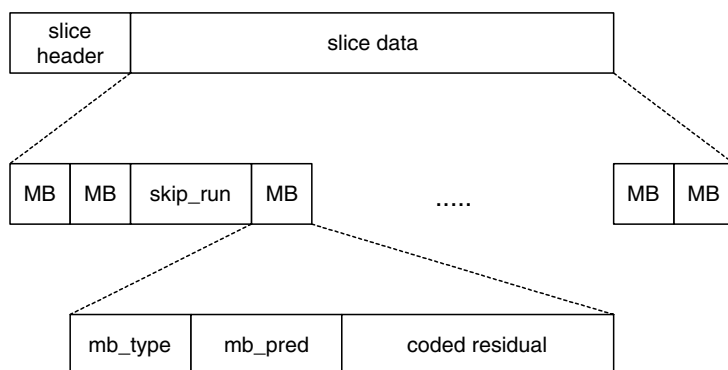 slice
header
slice data
MB MB skip_run MB ..... MB MB
mb_type mb_pred coded residual